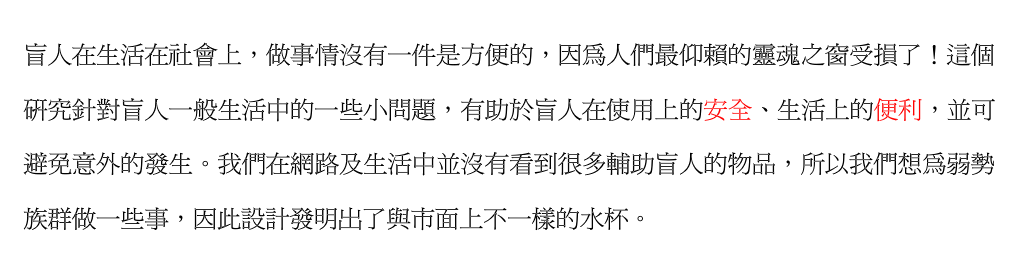 盲人在生活在社會上，做事情沒有一件是方便的，因為人們最仰賴的靈魂之窗受損了！這個
研究針對盲人一般生活中的一些小問題，有助於盲人在使用上的安全、生活上的便利，並可
避免意外的發生。我們在網路及生活中並沒有看到很多輔助盲人的物品，所以我們想為弱勢
族群做一些事，因此設計發明出了與市面上不一樣的水杯。